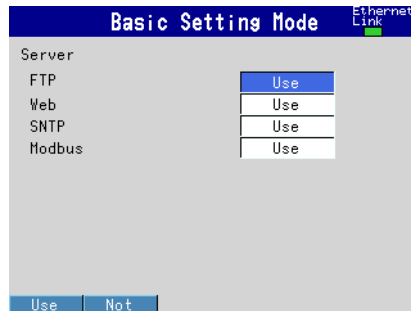 Basic Setting Mode
Ethernet
Link
Server
FTP Use
Web Use
SNTP Use
Modbus Use
Use Not